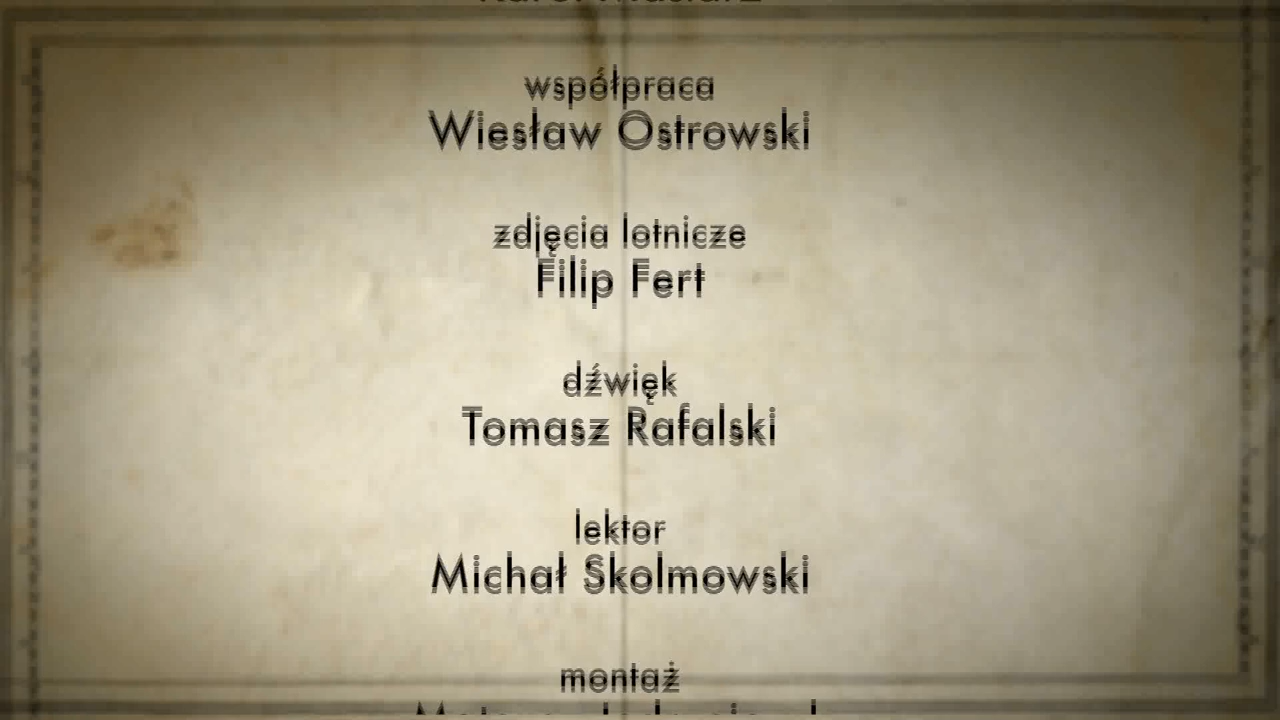 współpraca
Wiesław Ostrowski
zdjęcia lotnicze
Filip Fert
dźwięk
Tomasz Rafalski
lektor
Michał Skolmowski
montaż